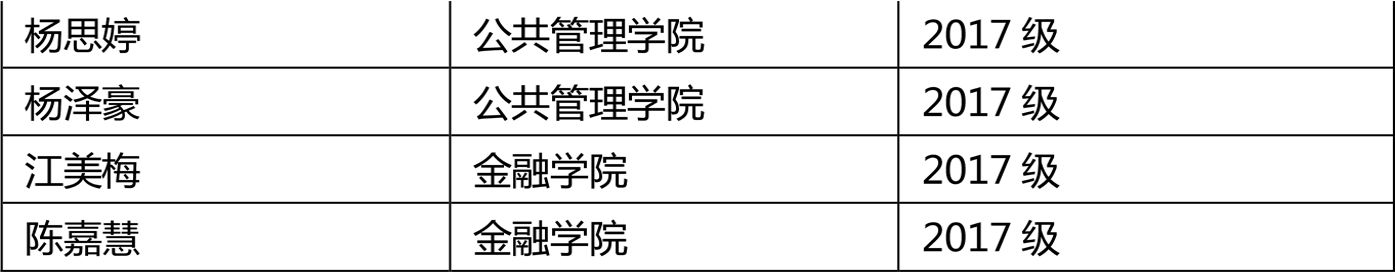 杨思婷 公共管理学院 2017 级
杨泽豪 公共管理学院 2017 级
江美梅 金融学院 2017 级
陈嘉慧 金融学院 2017 级